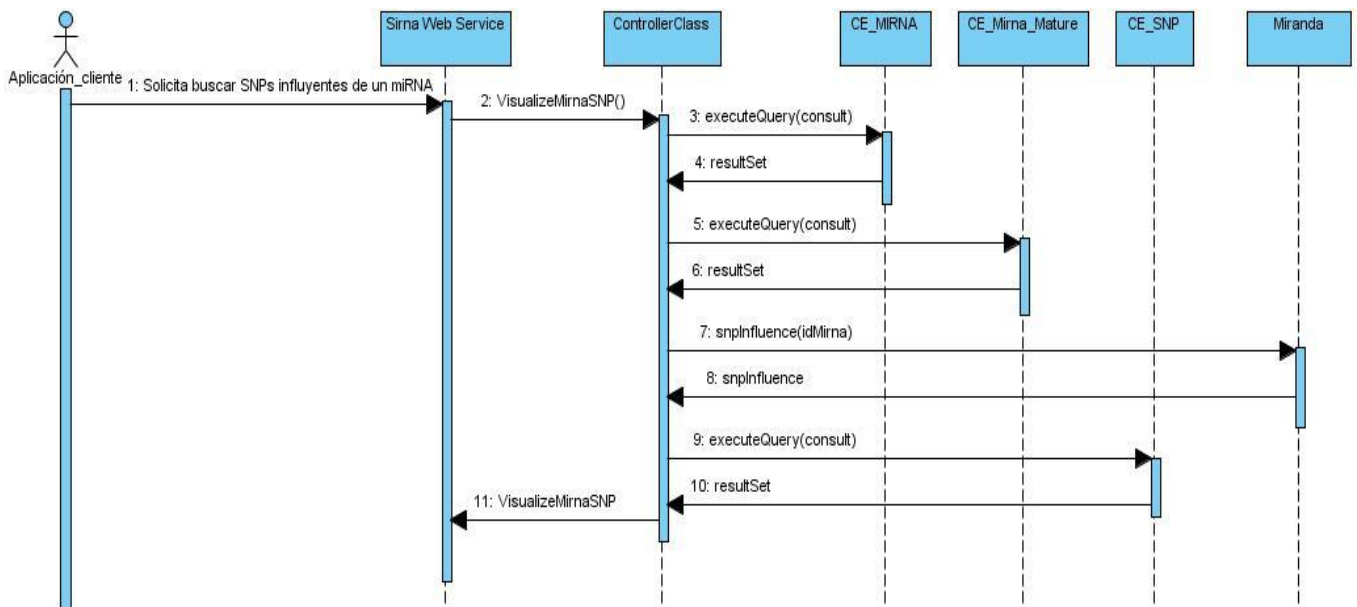 Sirna Web Service
ControllerClass
CE_MIRNA
CE_Mirna_Mature
CE_SNP
Miranda
Aplicación_cliente
1: Solicita buscar SNPs influyentes de un miRNA
2: VisualizeMirnaSNP()
3: executeQuery(consult)
4: resultSet
5: executeQuery(consult)
6: resultSet
7: snpInfluence(idMirna)
8: snpInfluence
9: executeQuery(consult)
10: resultSet
11: VisualizeMirnaSNP